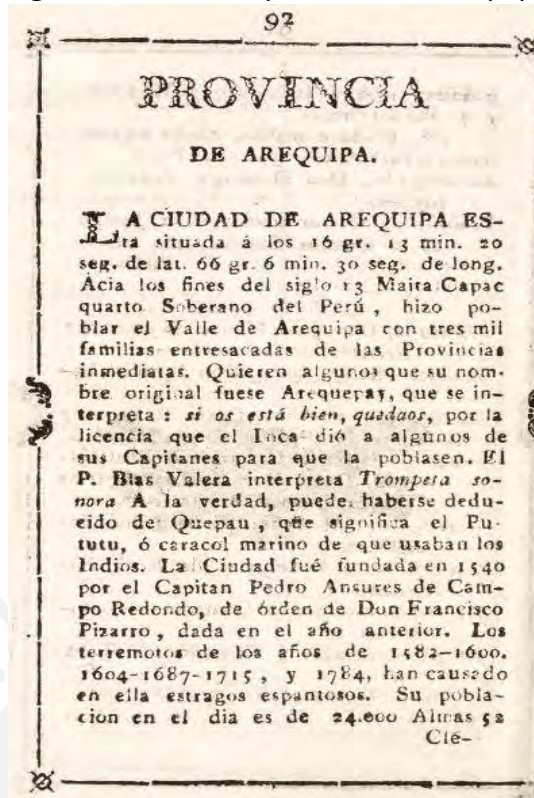 92
PROVINCIA
DE AREQUIPA.
LA CIUDAD DE AREQUIPA ES-
ta situada á los 16 gr. 13 min. 20
seg. de lat. 66 gr. 6 min. 30 seg. de long.
Acia los fines del siglo 13 Maita Capac
quarto Soberano del Perú , hizo po-
blar el Valle de Arequipa con tres mil
familias entresacadas de las Provincias
inmediatas. Quieren algunos que su nom-
bre original fuese Arequepay, que se in-
terpreta : si os está bien, quedaos, por la
licencia que el Inca dió a algunos de
sus Capitanes para que la poblasen. El
P. Blas Valera interpreta Trompeta so-
nora A la verdad, puede haberse dedu-
cido de Quepau , que significa el Pu-
tutu, ó caracol marino de que usaban los
Indios. La Ciudad fué fundada en 1540
por el Capitan Pedro Ansures de Cam-
po Redondo, de órden de Don Francisco
Pizarro , dada en el año anterior. Los
terremotos de los años de 1582-1600.
1604-1687-1715 , y 1784, han causado
en ella estragos espantosos. Su pobla-
cion en el dia es de 24.000 Almas 52
Cle-